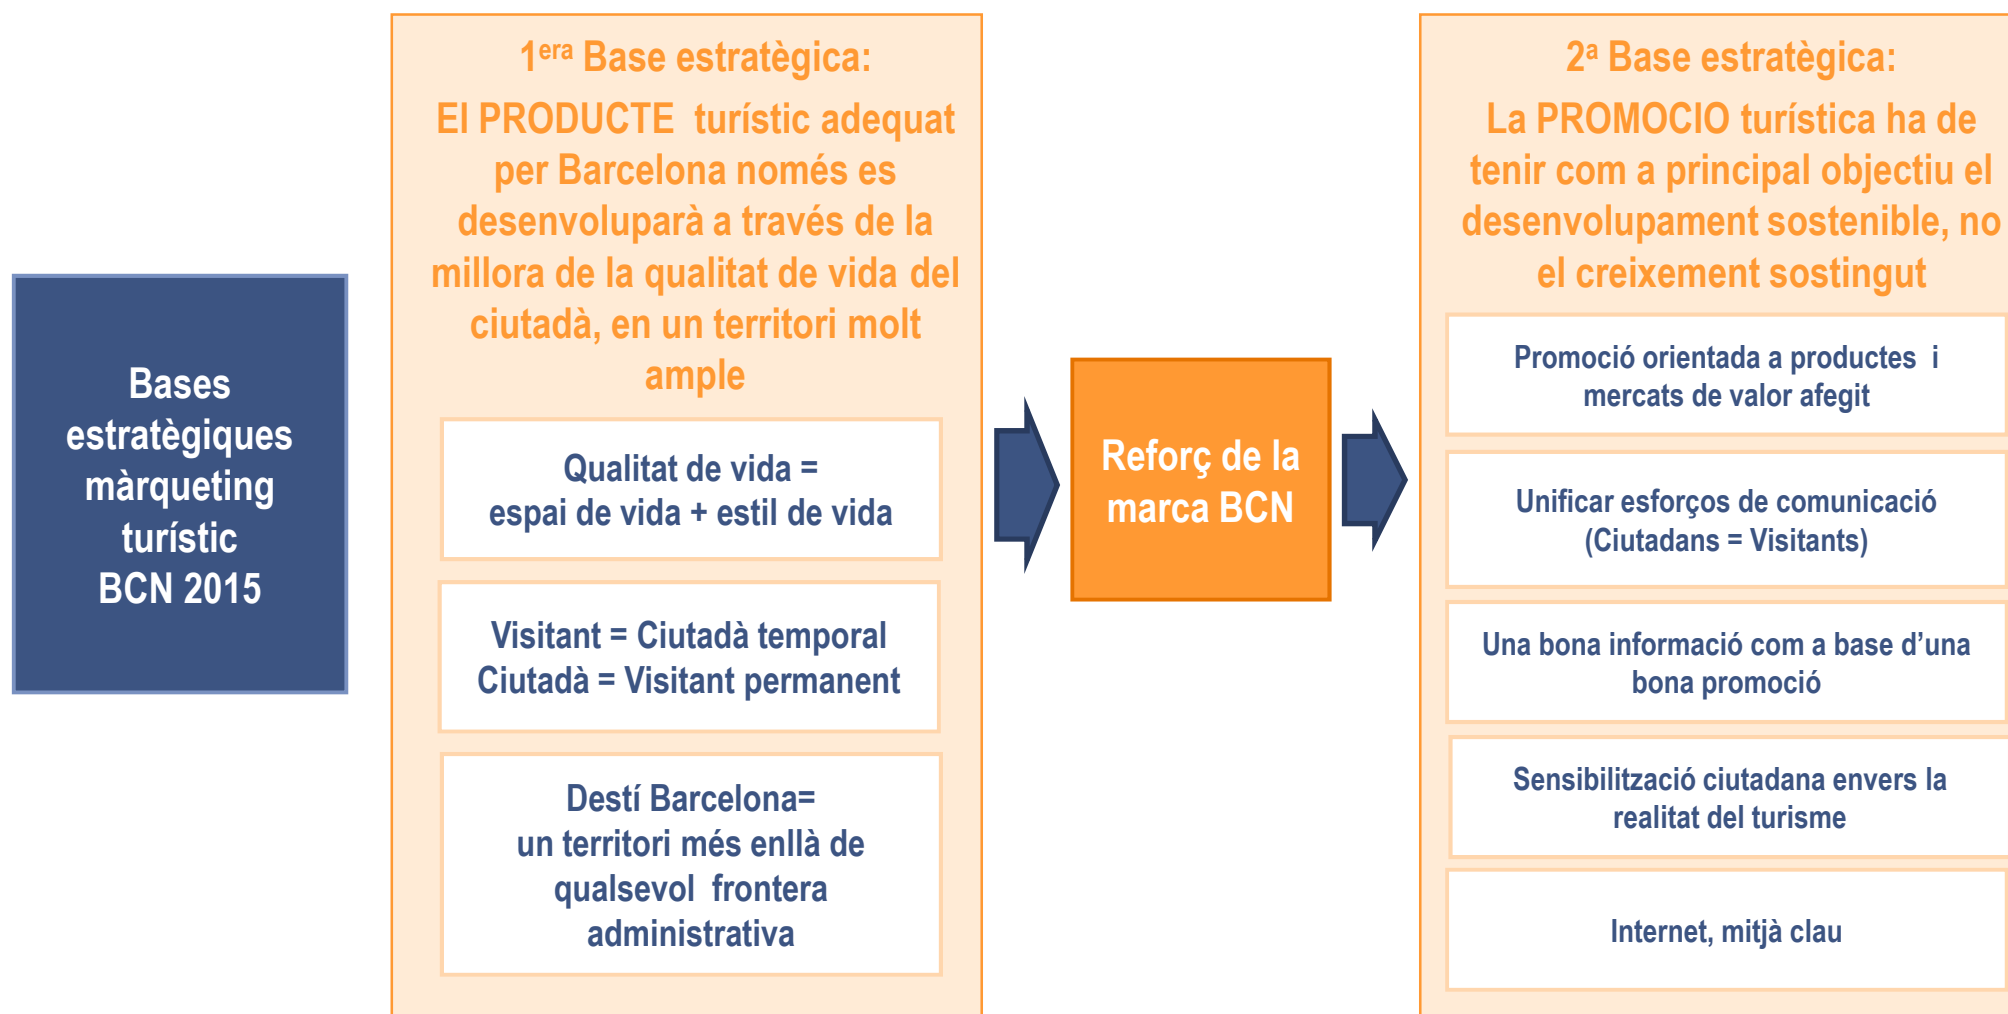 Bases
estratègiques
màrqueting
turístic
BCN 2015
1era Base estratègica:
El PRODUCTE  turístic adequat
per Barcelona només es
desenvoluparà a través de la
millora de la qualitat de vida del
ciutadà, en un territori molt
ample
Qualitat de vida =
espai de vida + estil de vida
Visitant = Ciutadà temporal
Ciutadà = Visitant permanent
Destí Barcelona=
un territori més enllà de
qualsevol  frontera
administrativa
Reforç de la
marca BCN
2a Base estratègica:
La PROMOCIO turística ha de
tenir com a principal objectiu el
desenvolupament sostenible, no
el creixement sostingut
Promoció orientada a productes  i
mercats de valor afegit
Unificar esforços de comunicació
(Ciutadans = Visitants)
Una bona informació com a base d’una
bona promoció
Sensibilització ciutadana envers la
realitat del turisme
Internet, mitjà clau